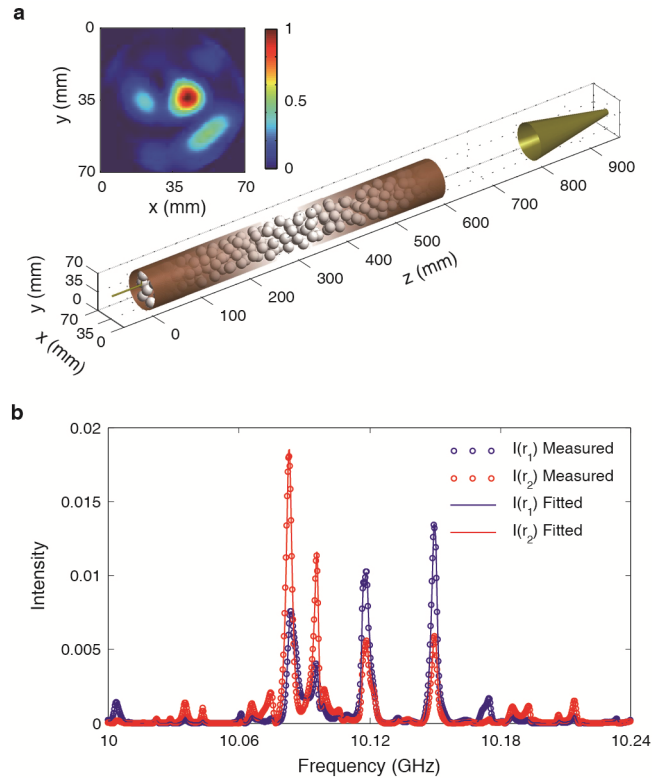 a
0
35
70
y (mm)
0
35
70
x (mm)
1
0.5
0
70
35
0
y (mm)
70
35
0
x (mm)
0
100
200
300
400
500
600
700
800
900
z (mm)
b
0.02
0.015
0.01
0.005
0
Intensity
I(r1) Measured
I(r2) Measured
I(r1) Fitted
I(r2) Fitted
10
10.06
10.12
10.18
10.24
Frequency (GHz)